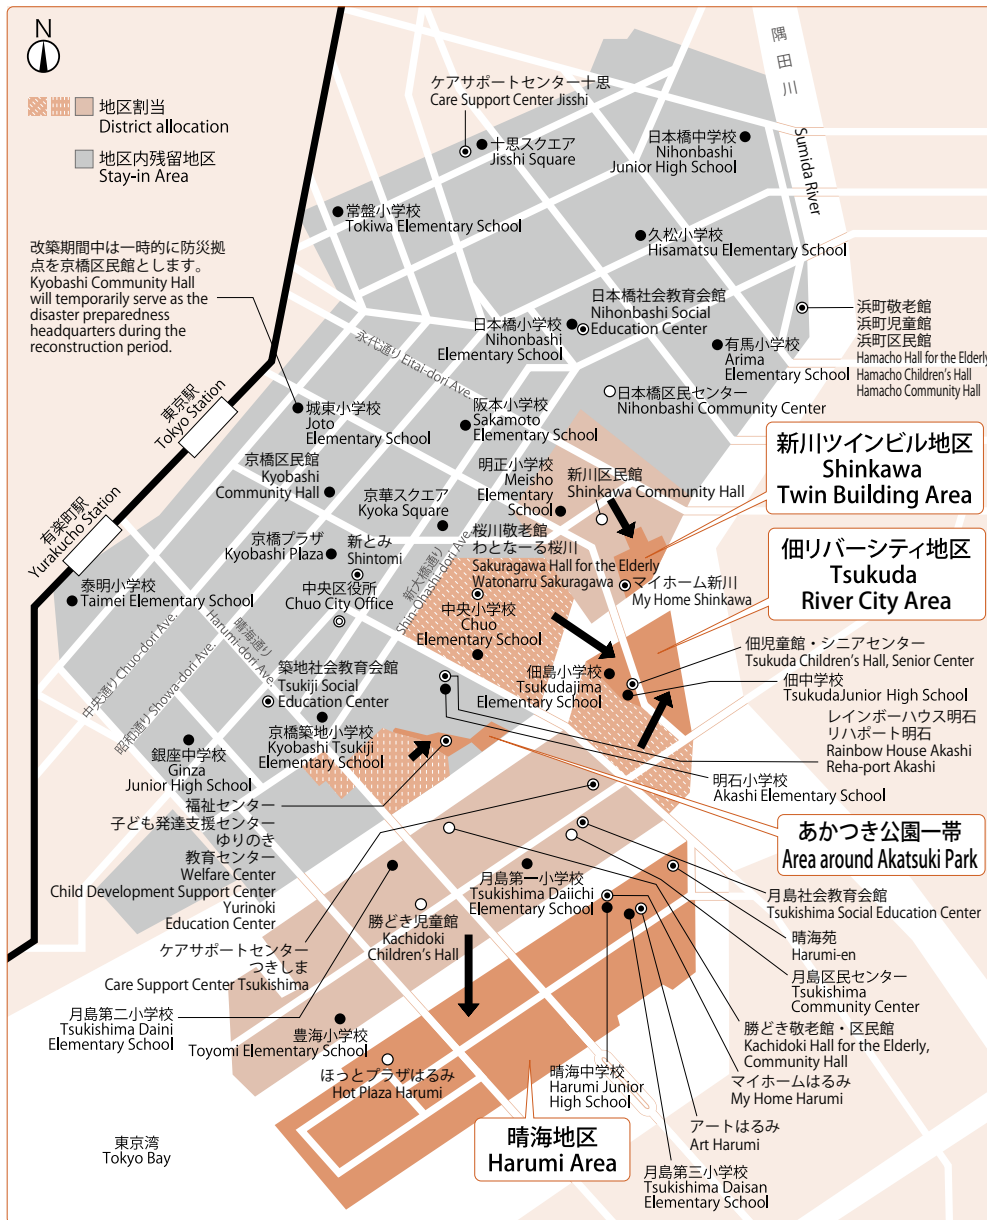 N
地区割当
District allocation
地区内残留地区
Stay-in Area
隅田川
Sumida River
ケアサポートセンター十思
Care Support Center Jisshi
十思スクエア
Jisshi Square
日本橋中学校
Nihonbashi
Junior High School
常盤小学校
Tokiwa Elementary School
久松小学校
Hisamatsu Elementary School
改築期間中は一時的に防災拠
点を京橋区民館とします。
Kyobashi Community Hall
will temporarily serve as the
disaster preparedness
headquarters during the
reconstruction period.
日本橋社会教育会館
Nihonbashi Social
Education Center
日本橋小学校
Nihonbashi
Elementary School
浜町敬老館
浜町児童館
浜町区民館
Hamacho Hall for the Elderly
Hamacho Children's Hall
Hamacho Community Hall
有馬小学校
Arima
Elementary School
永代通り Eitai-dori Ave.
東京駅
Tokyo Station
日本橋区民センター
Nihonbashi Community Center
城東小学校
Joto
Elementary School
阪本小学校
Sakamoto
Elementary School
新川ツインビル地区
Shinkawa
Twin Building Area
京橋区民館
Kyobashi
Community Hall
明正小学校
Meisho
Elementary
School
新川区民館
Shinkawa Community Hall
京華スクエア
Kyoka Square
有楽町駅
Yurakucho Station
京橋プラザ
Kyobashi Plaza
新とみ
Shintomi
新大橋通り
Shin-Ohashi-dori Ave.
桜川敬老館
わとなーる桜川
Sakuragawa Hall for the Elderly
Watonarru Sakuragawa
マイホーム新川
My Home Shinkawa
佃リバーシティ地区
Tsukuda
River City Area
泰明小学校
Taimei Elementary School
中央区役所
Chuo City Office
中央小学校
Chuo
Elementary School
中央通り Chuo-dori Ave.
昭和通り Showa-dori Ave.
晴海通り
Harumi-dori Ave.
佃児童館・シニアセンター
Tsukuda Children's Hall, Senior Center
佃島小学校
Tsukudajima
Elementary School
佃中学校
TsukudaJunior High School
築地社会教育会館
Tsukiji Social
Education Center
レインボーハウス明石
リハポート明石
Rainbow House Akashi
Reha-port Akashi
京橋築地小学校
Kyobashi Tsukiji
Elementary School
銀座中学校
Ginza
Junior High School
明石小学校
Akashi Elementary School
福祉センター
子ども発達支援センター
ゆりのき
教育センター
Welfare Center
Child Development Support Center
Yurinoki
Education Center
あかつき公園一帯
Area around Akatsuki Park
月島第一小学校
Tsukishima Daiichi
Elementary School
月島社会教育会館
Tsukishima Social Education Center
勝どき児童館
Kachidoki
Children's Hall
晴海苑
Harumi-en
ケアサポートセンター
つきしま
Care Support Center Tsukishima
月島区民センター
Tsukishima
Community Center
月島第二小学校
Tsukishima Daini
Elementary School
豊海小学校
Toyomi Elementary School
勝どき敬老館・区民館
Kachidoki Hall for the Elderly,
Community Hall
ほっとプラザはるみ
Hot Plaza Harumi
晴海中学校
Harumi Junior
High School
マイホームはるみ
My Home Harumi
アートはるみ
Art Harumi
晴海地区
Harumi Area
東京湾
Tokyo Bay
月島第三小学校
Tsukishima Daisan
Elementary School